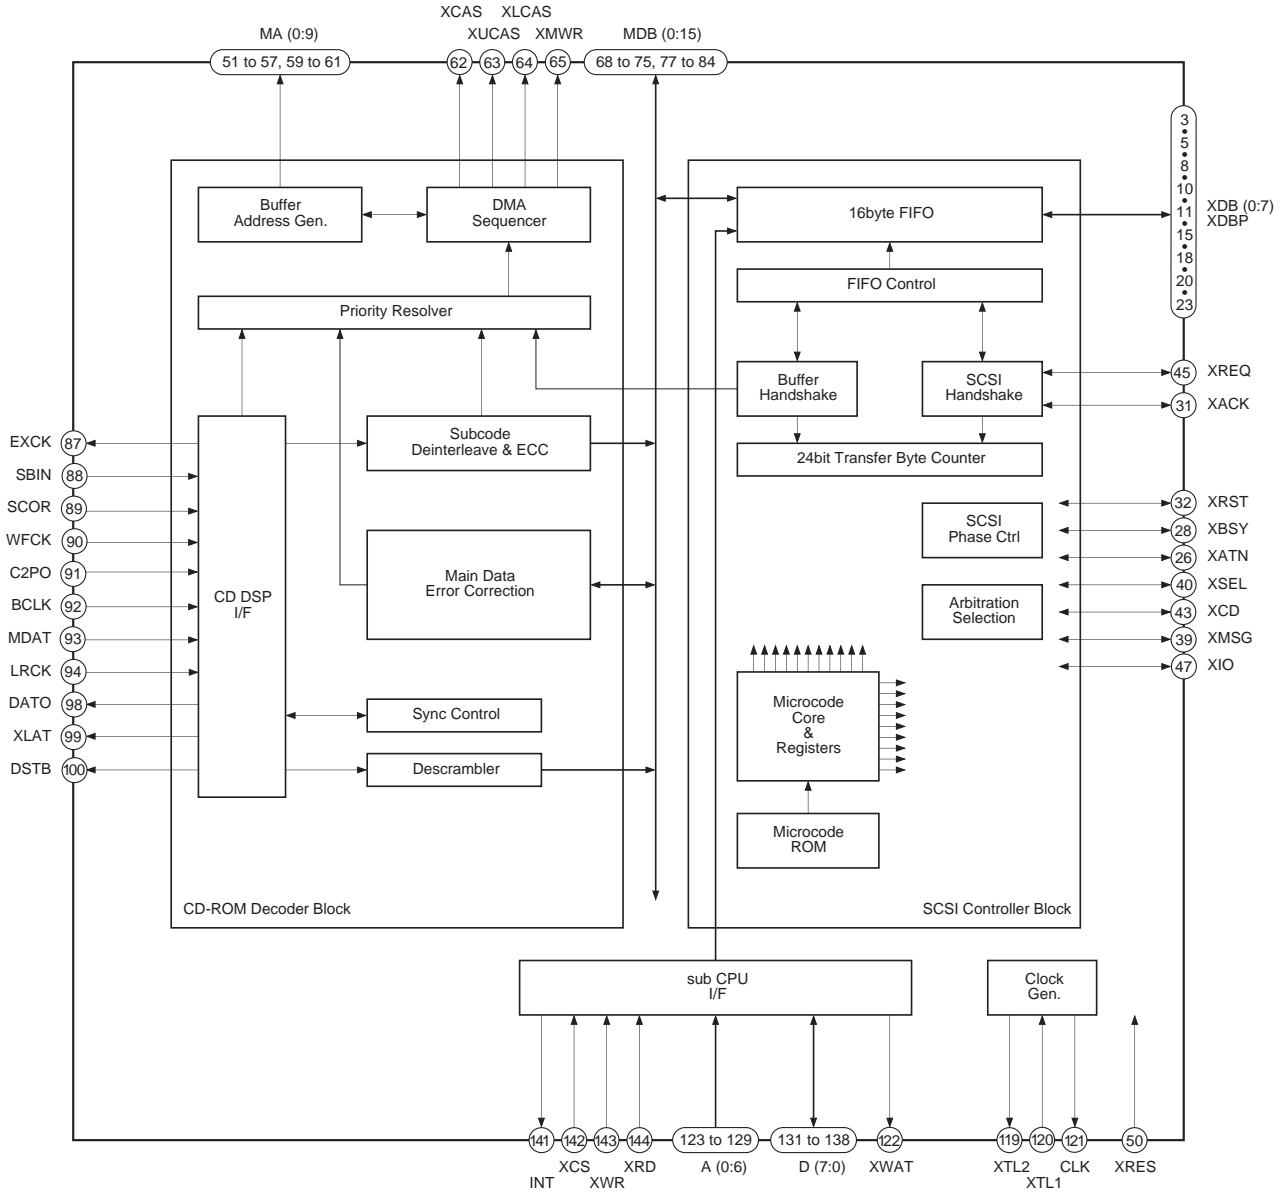 XCAS
XLCAS
MA (0:9)
XUCAS
XMWR
MDB (0:15)
51 to 57, 59 to 61
62
63
64
65
68 to 75, 77 to 84
3
5
8
10
11
15
18
20
23
XDB (0:7)
XDBP
Buffer
Address Gen.
DMA
Sequencer
16byte FIFO
FIFO Control
Priority Resolver
Buffer
Handshake
SCSI
Handshake
45
XREQ
31
XACK
24bit Transfer Byte Counter
Subcode
Deinterleave & ECC
EXCK
87
SBIN
88
SCOR
89
WFCK
90
C2PO
91
BCLK
92
MDAT
93
LRCK
94
DATO
98
XLAT
99
DSTB
100
CD DSP
I/F
Main Data
Error Correction
Sync Control
Descrambler
CD-ROM Decoder Block
SCSI
Phase Ctrl
Arbitration
Selection
32
XRST
28
XBSY
26
XATN
40
XSEL
43
XCD
39
XMSG
47
XIO
Microcode
Core
&
Registers
Microcode
ROM
SCSI Controller Block
sub CPU
I/F
Clock
Gen.
141
142
143
144
123 to 129
131 to 138
122
119
120
121
50
INT
XCS
XWR
XRD
A (0:6)
D (7:0)
XWAT
XTL2
XTL1
CLK
XRES